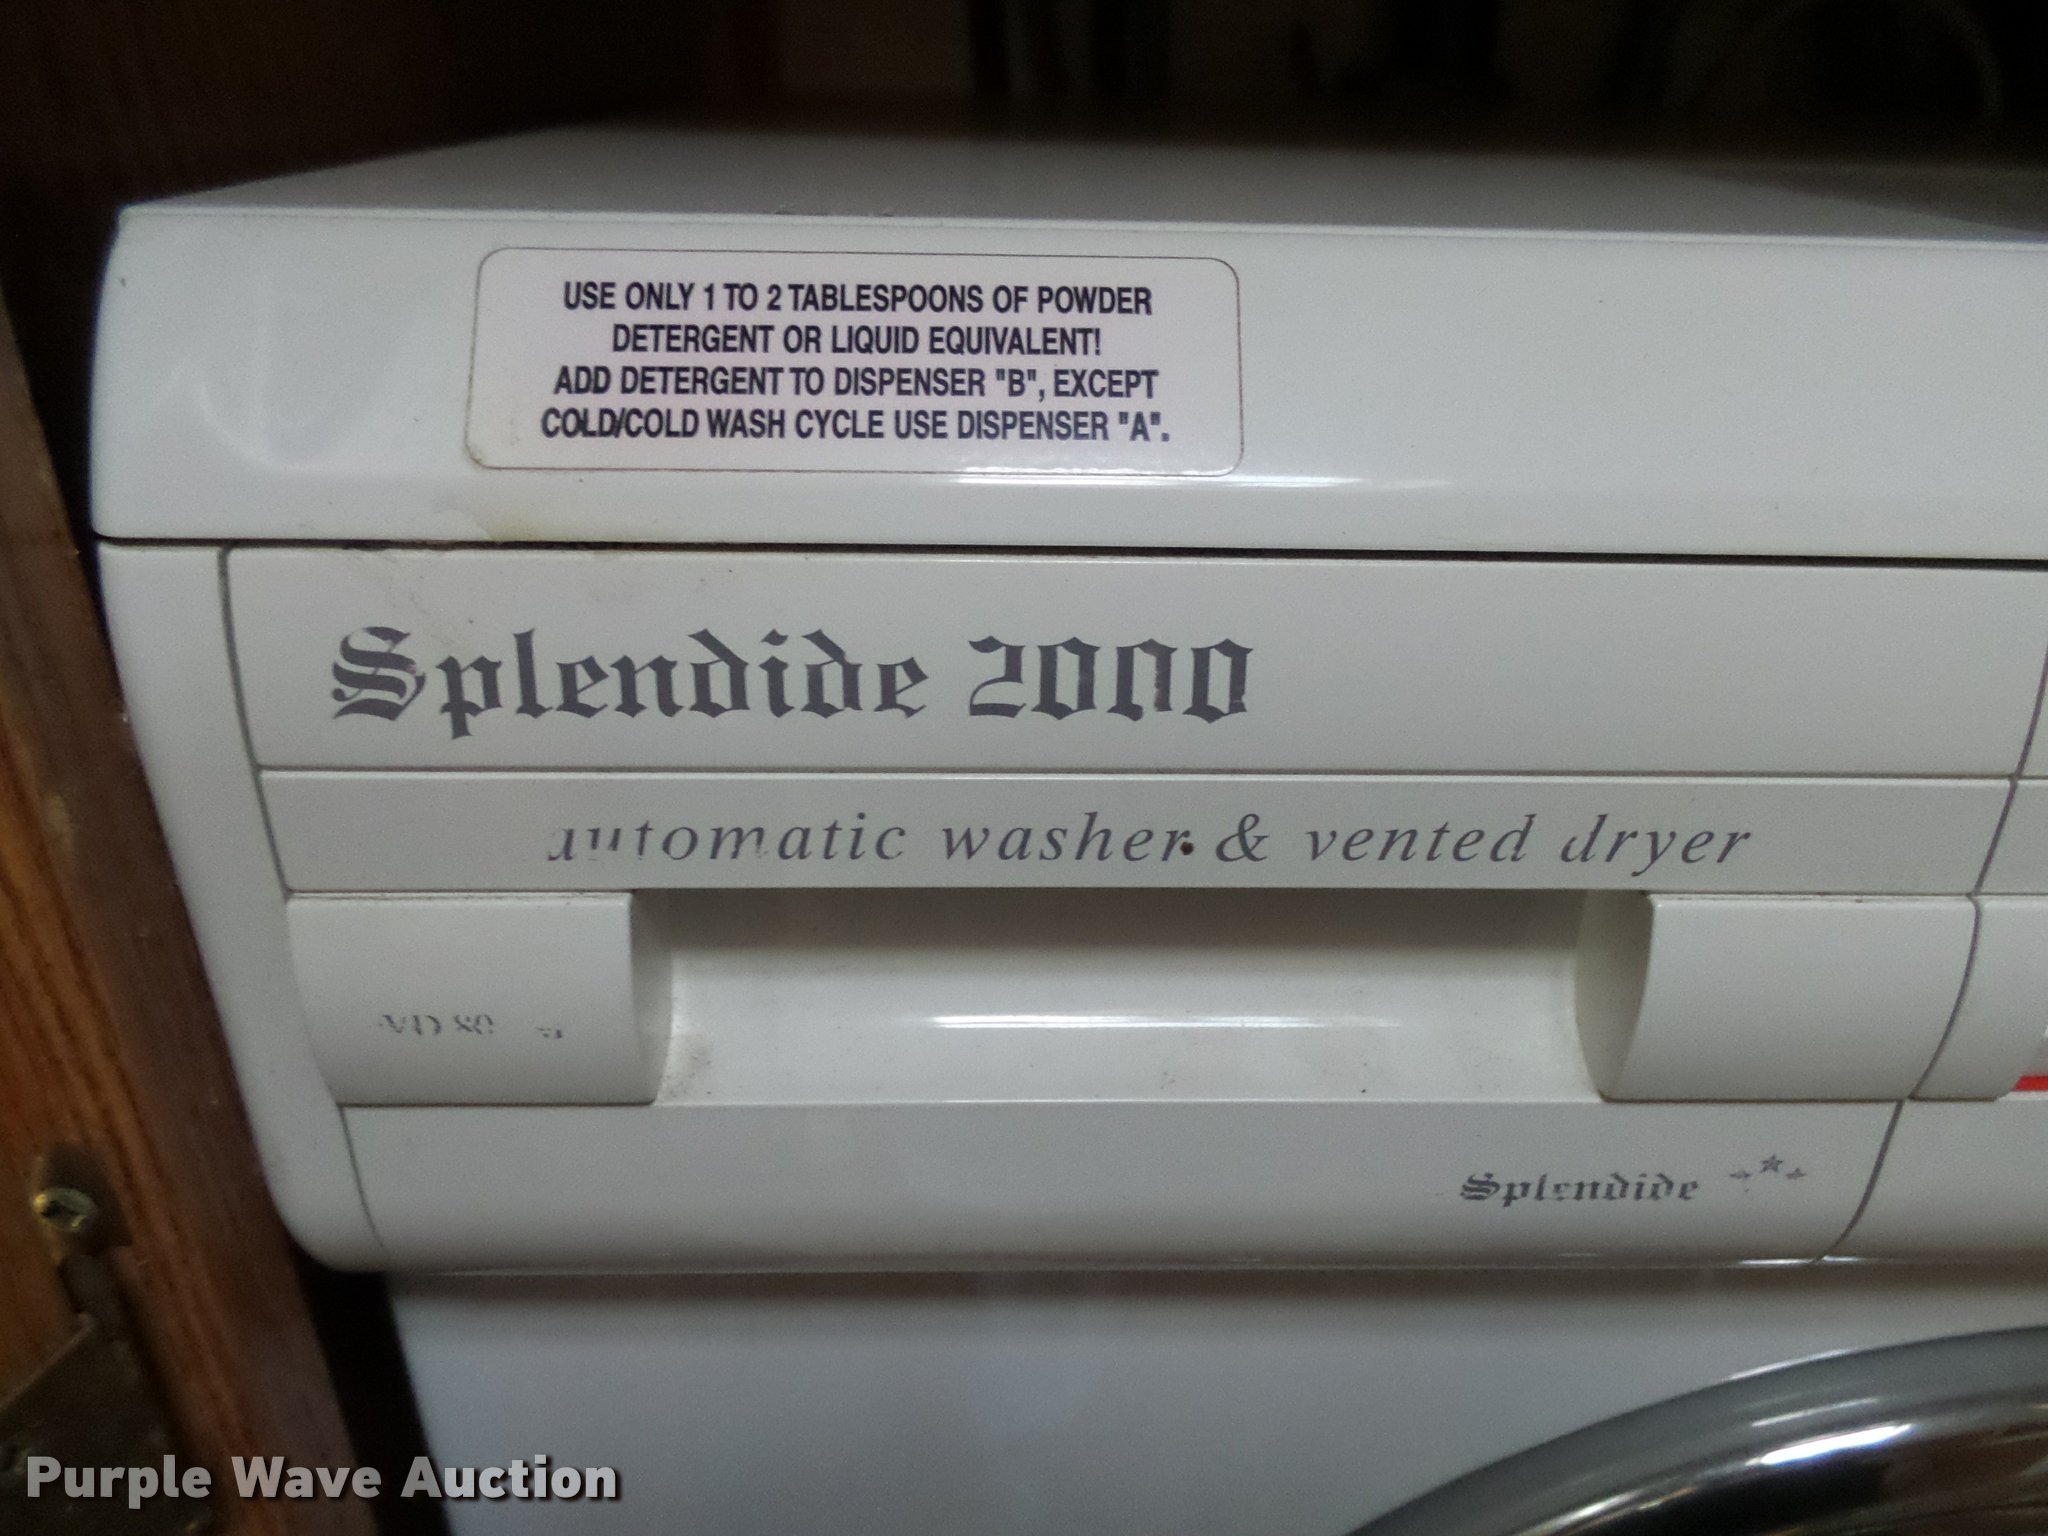 USE ONLY 1 TO 2 TABLESPOONS OF POWDER
DETERGENT OR LIQUID EQUIVALENT!
ADD DETERGENT TO DISPENSER "B", EXCEPT
COLD/COLD WASH CYCLE USE DISPENSER "A".
Splendide 2000
automatic washer & vented dryer
Splendide
Purple Wave Auction